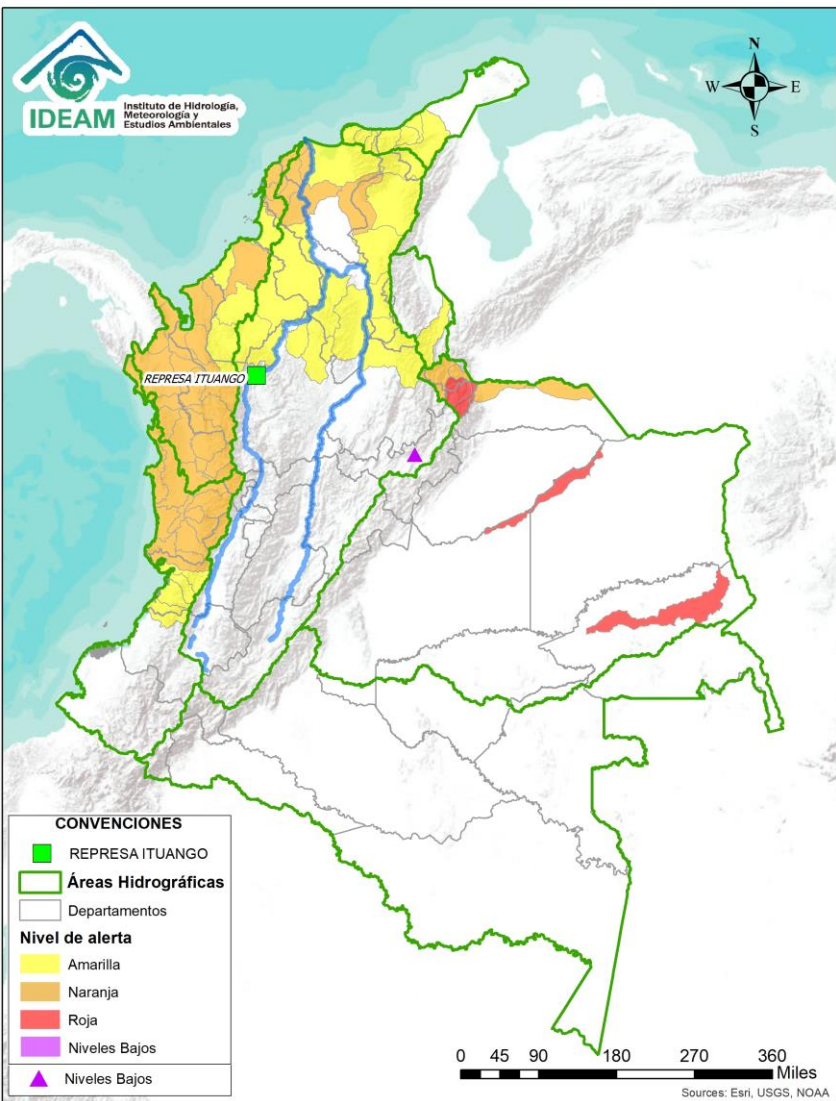 IDEAM
Instituto de Hidrología,
Meteorología y
Estudios Ambientales
N
W
E
S
REPRESA ITUANGO
CONVENCIONES
REPRESA ITUANGO
Áreas Hidrográficas
Departamentos
Nivel de alerta
Amarilla
Naranja
Roja
Niveles Bajos
Niveles Bajos
0 45 90 180 270 360
Miles
Sources: Esri, USGS, NOAA